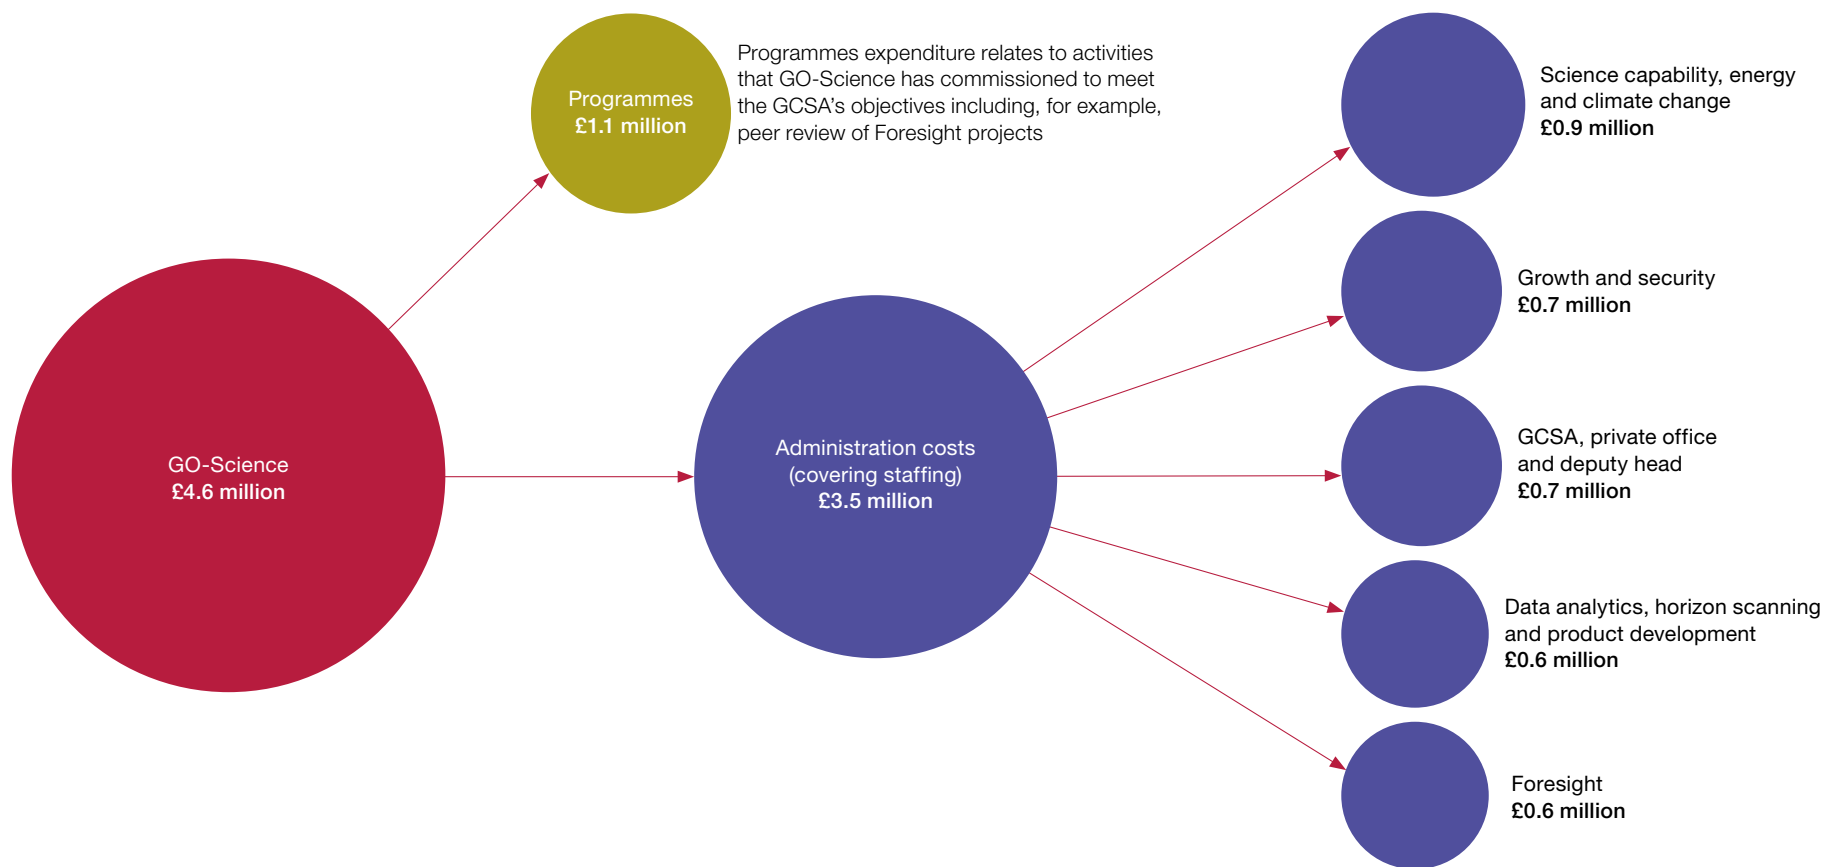 Programmes
£1.1 million
Programmes expenditure relates to activities
that GO-Science has commissioned to meet
the GCSA’s objectives including, for example,
peer review of Foresight projects
GO-Science
£4.6 million
Administration costs
(covering staffing)
£3.5 million
Science capability, energy
and climate change
£0.9 million
Growth and security
£0.7 million
GCSA, private office
and deputy head
£0.7 million
Data analytics, horizon scanning
and product development
£0.6 million
Foresight
£0.6 million